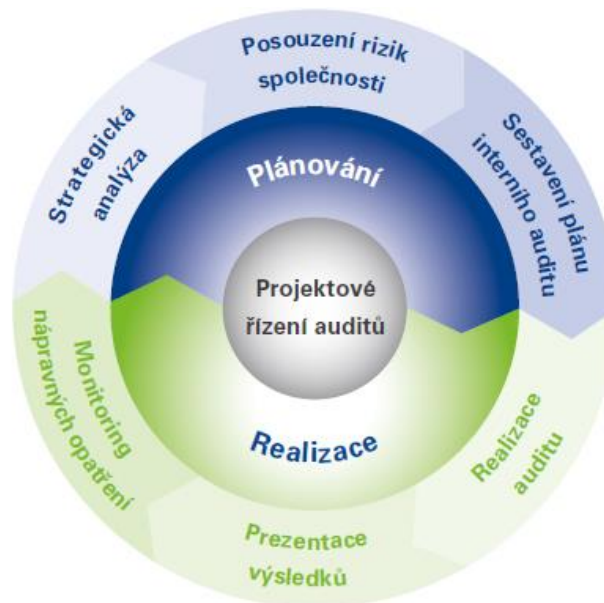 Posouzení rizik
společnosti
Sestavení plánu
interního auditu
Strategická
analýza
Plánování
Projektové
řízení auditů
Realizace
Realizace
auditu
Prezentace
výsledků
Monitoring
nápravných opatření